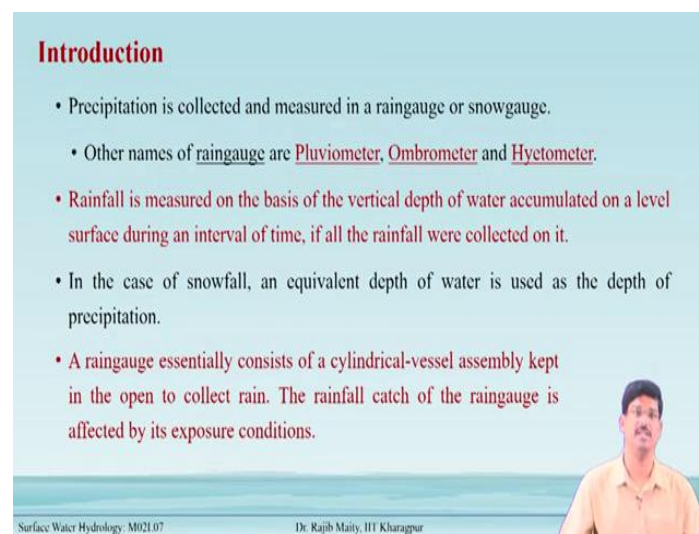 Introduction
• Precipitation is collected and measured in a raingauge or snowgauge.
• Other names of raingauge are Pluviometer, Ombrometer and Hyetometer.
• Rainfall is measured on the basis of the vertical depth of water accumulated on a level
surface during an interval of time, if all the rainfall were collected on it.
• In the case of snowfall, an equivalent depth of water is used as the depth of
precipitation.
• A raingauge essentially consists of a cylindrical-vessel assembly kept
in the open to collect rain. The rainfall catch of the raingauge is
affected by its exposure conditions.
Surface Water Hydrology: M02L07
Dr. Rajib Maity, IIT Kharagpur